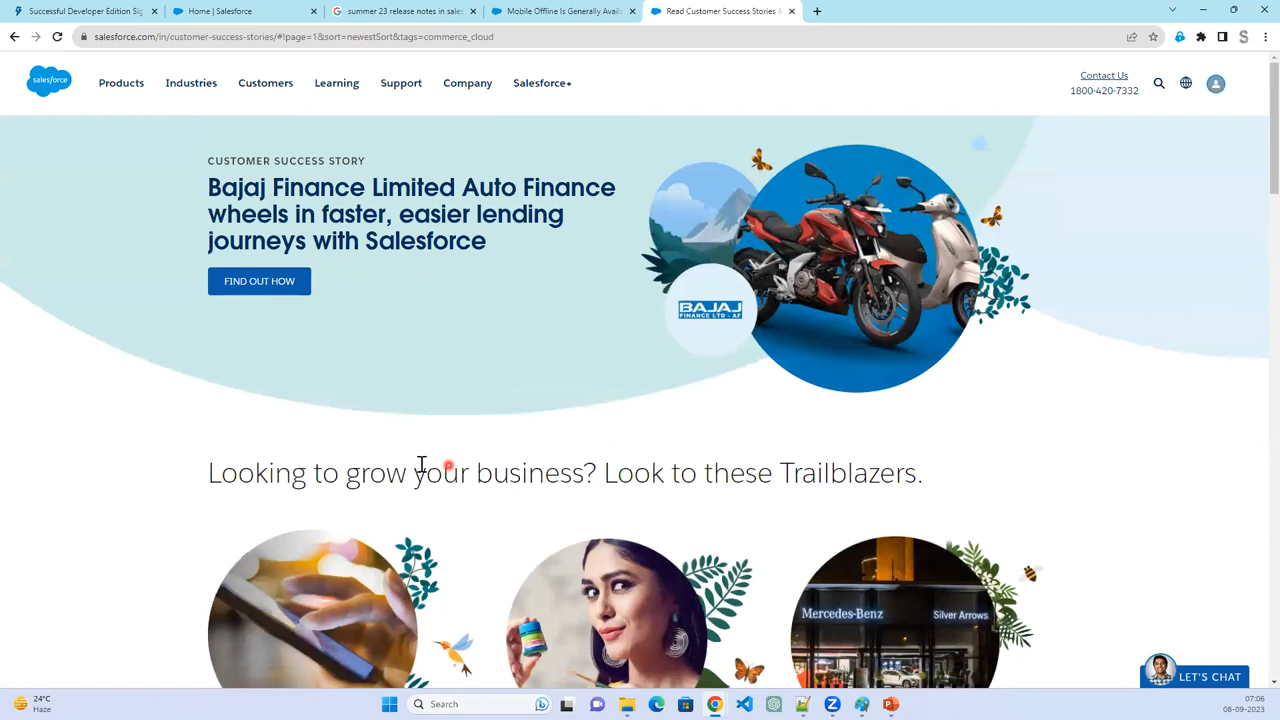 Successful Developer Edition Sig
Home | Salesforce
summer 23 release notes in sales
Mobile Offline Is Generally Availa
Read Customer Success Stories &
salesforce.com/in/customer-success-stories/#!page=1&sort=newestSort&tags=commerce_cloud
salesforce
Products
Industries
Customers
Learning
Support
Company
Salesforce+
Contact Us
1800-420-7332
CUSTOMER SUCCESS STORY
Bajaj Finance Limited Auto Finance
wheels in faster, easier lending
journeys with Salesforce
FIND OUT HOW
BAJAJ
FINANCE LTD - AF
Looking to grow your business? Look to these Trailblazers.
Mercedes-Benz
Silver Arrows
LET'S CHAT
24°C
Haze
Search
07:06
08-09-2023